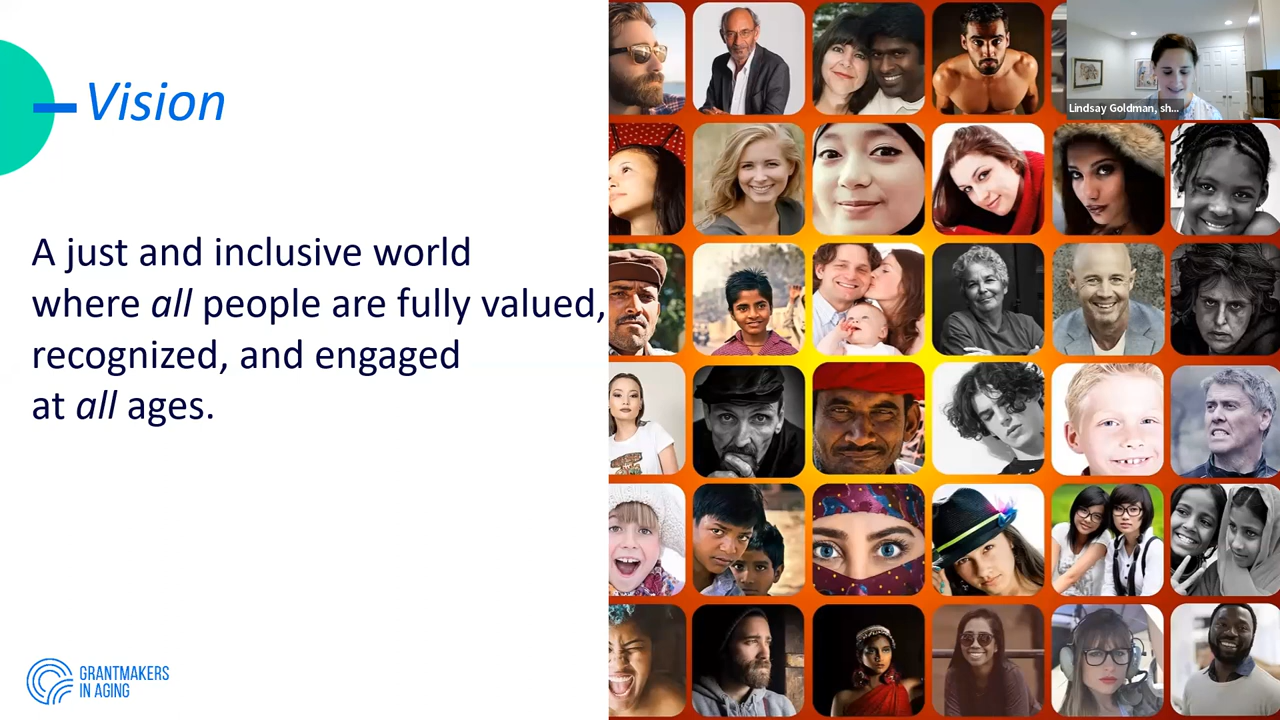 Vision
A just and inclusive world
where all people are fully valued,
recognized, and engaged
at all ages.
GRANTMAKERS
IN AGING
Lindsay Goldman, sh...